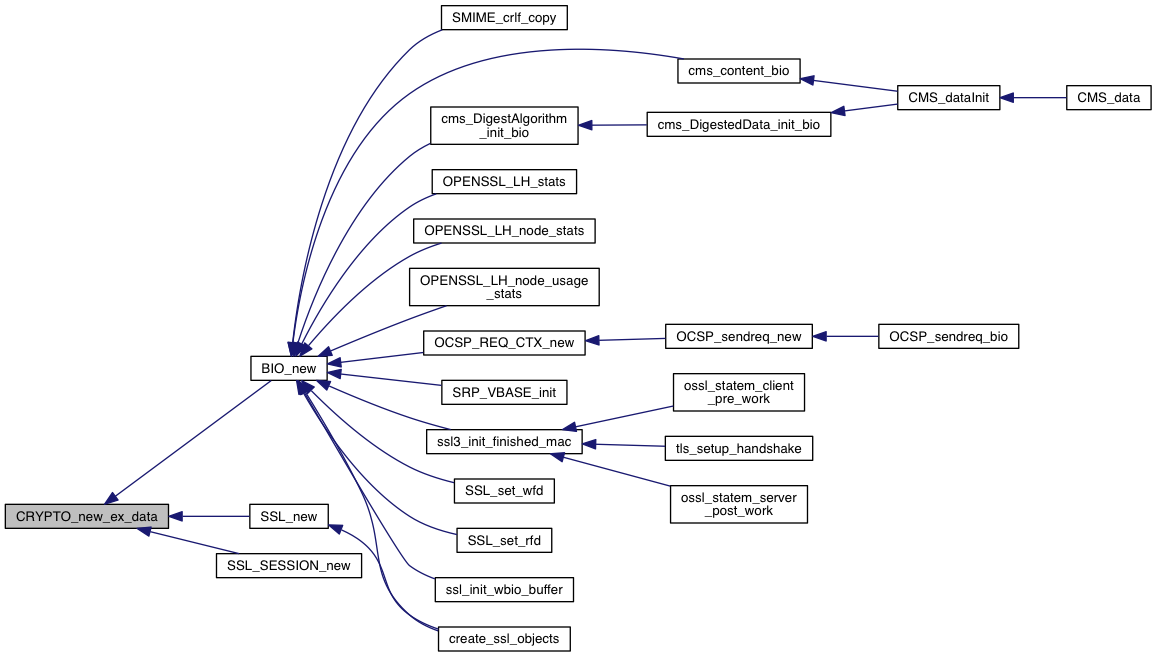 SMIME_crlf_copy
cms_content_bio
CMS_dataInit
CMS_data
cms_DigestAlgorithm
_init_bio
cms_DigestedData_init_bio
OPENSSL_LH_stats
OPENSSL_LH_node_stats
OPENSSL_LH_node_usage
_stats
OCSP_REQ_CTX_new
OCSP_sendreq_new
OCSP_sendreq_bio
BIO_new
SRP_VBASE_init
ossl_statem_client
_pre_work
ssl3_init_finished_mac
tls_setup_handshake
SSL_set_wfd
ossl_statem_server
_post_work
CRYPTO_new_ex_data
SSL_new
SSL_set_rfd
SSL_SESSION_new
ssl_init_wbio_buffer
create_ssl_objects